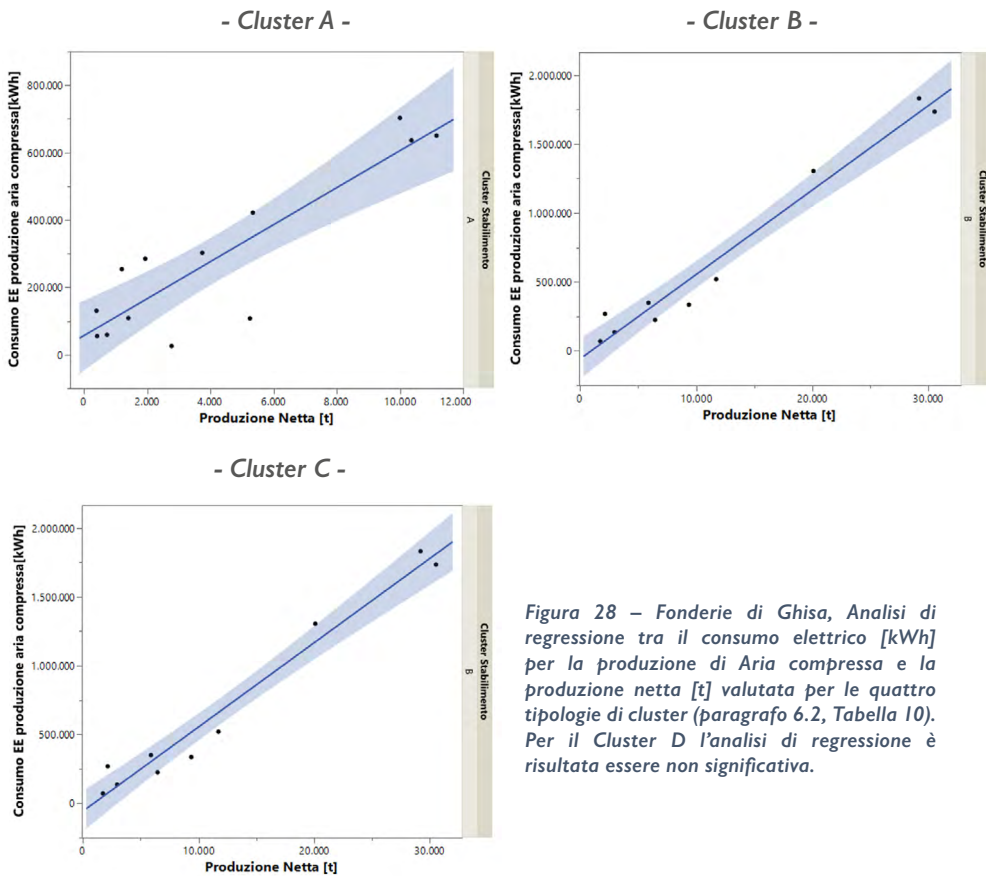 - Cluster A -
Consumo EE produzione aria compressa[kWh]
800.000
600.000
400.000
200.000
0
0 2.000 4.000 6.000 8.000 10.000 12.000
Produzione Netta [t]
Cluster Stabilimento
A
- Cluster B -
Consumo EE produzione aria compressa[kWh]
2.000.000
1.500.000
1.000.000
500.000
0
0 10.000 20.000 30.000
Produzione Netta [t]
Cluster Stabilimento
B
- Cluster C -
Consumo EE produzione aria compressa[kWh]
2.000.000
1.500.000
1.000.000
500.000
0
0 10.000 20.000 30.000
Produzione Netta [t]
Cluster Stabilimento
B
Figura 28 – Fonderie di Ghisa, Analisi di
regressione tra il consumo elettrico [kWh]
per la produzione di Aria compressa e la
produzione netta [t] valutata per le quattro
tipologie di cluster (paragrafo 6.2, Tabella 10).
Per il Cluster D l'analisi di regressione è
risultata essere non significativa.